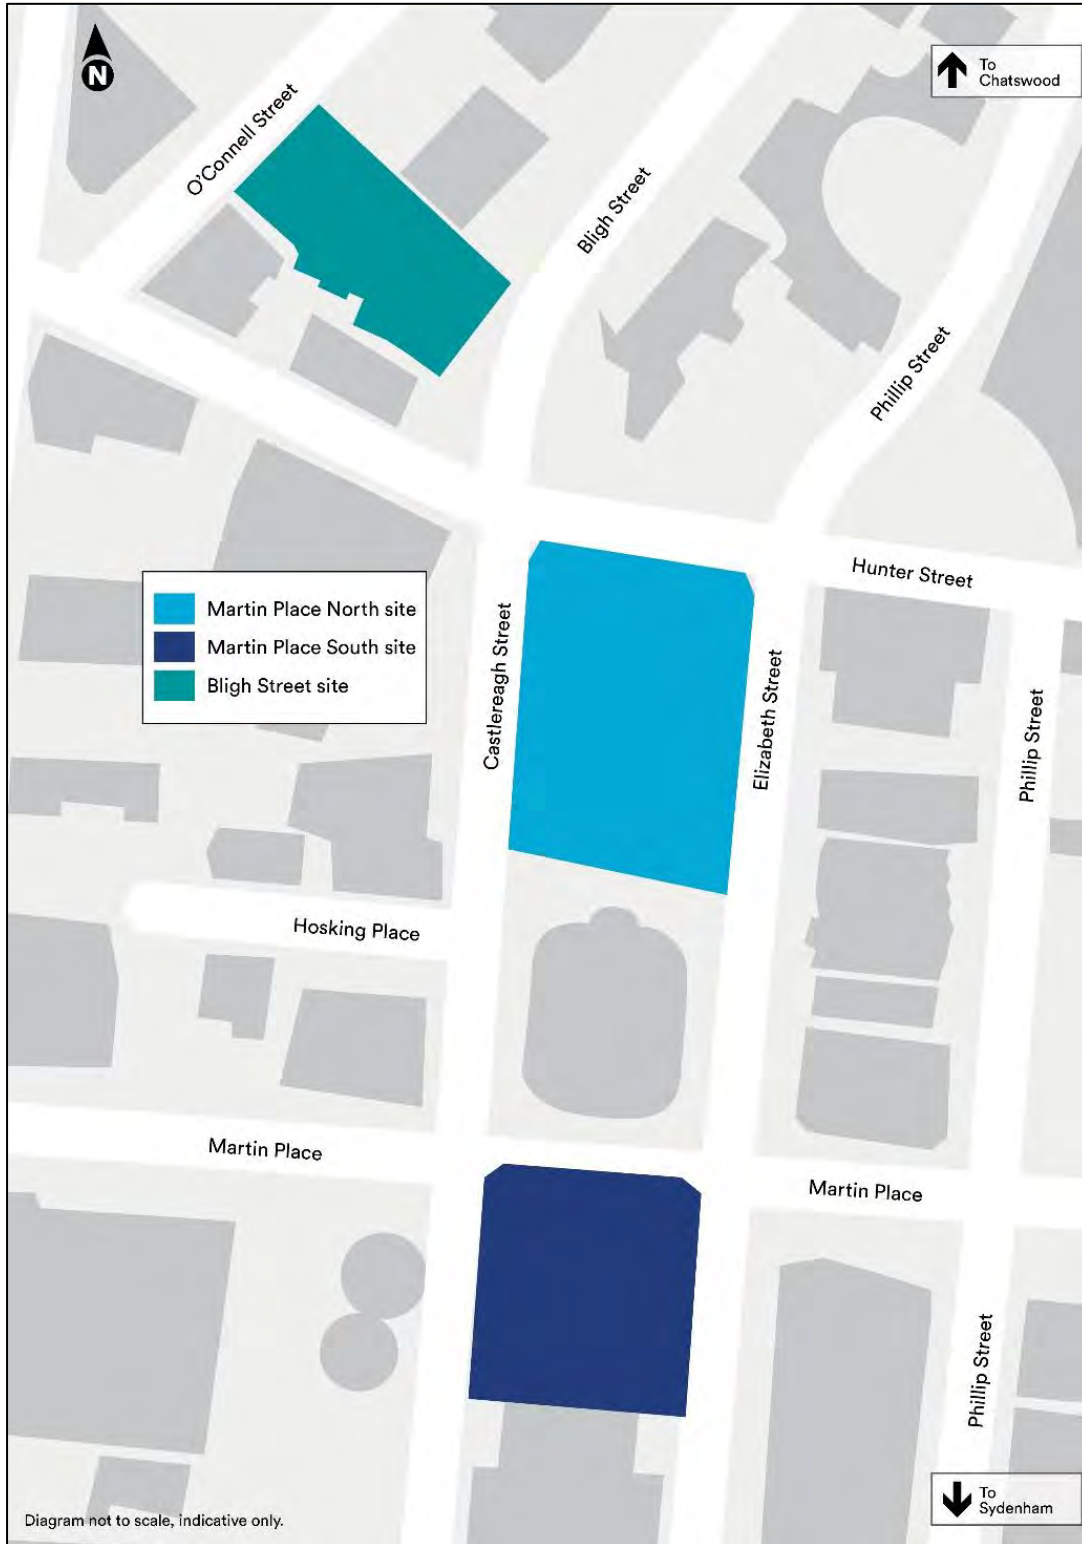 N
To
Chatswood
O'Connell Street
Bligh Street
Phillip Street
Hunter Street
Martin Place North site
Martin Place South site
Bligh Street site
Castlereagh Street
Elizabeth Street
Phillip Street
Hosking Place
Martin Place
Martin Place
Phillip Street
To
Sydenham
Diagram not to scale, indicative only.